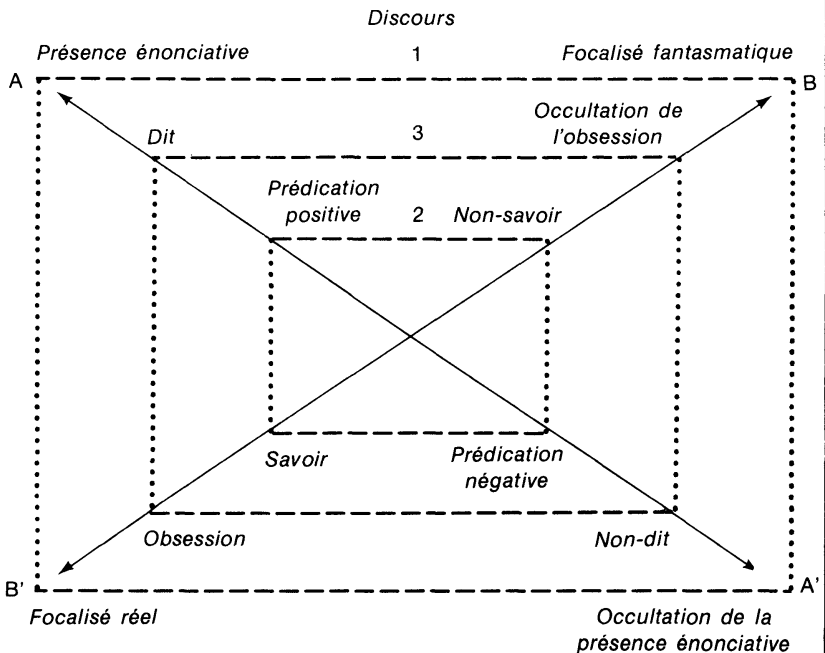 Discours
Présence énonciative 1 Focalisé fantasmatique
A B
Occultation de
Dit 3 l'obsession
Prédication
positive 2 Non-savoir
Savoir Prédication
négative
Obsession Non-dit
B' A'
Focalisé réel Occultation de la
présence énonciative